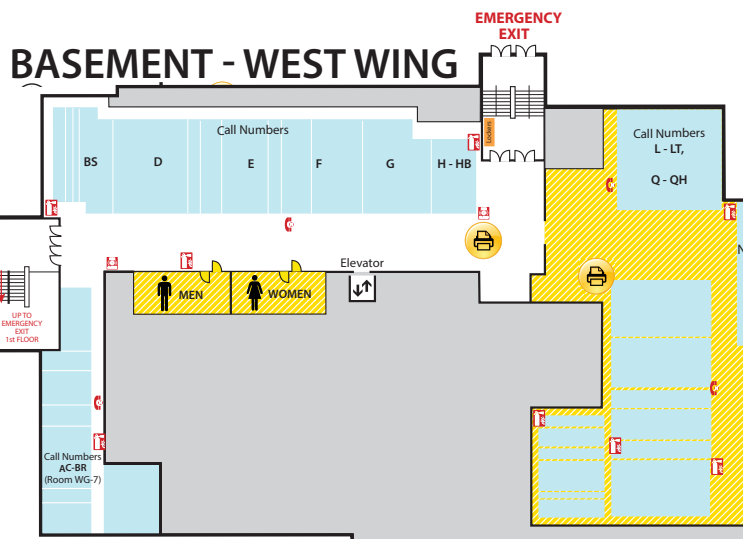 EMERGENCY
EXIT
BASEMENT - WEST WING
Lockers
Call Numbers
BS
D
E
F
G
H - HB
Call Numbers
L - LT,
Q - QH
N
Elevator
MEN
WOMEN
UP TO
EMERGENCY
EXIT
1st FLOOR
Call Numbers
AC-BR
(Room WG-7)